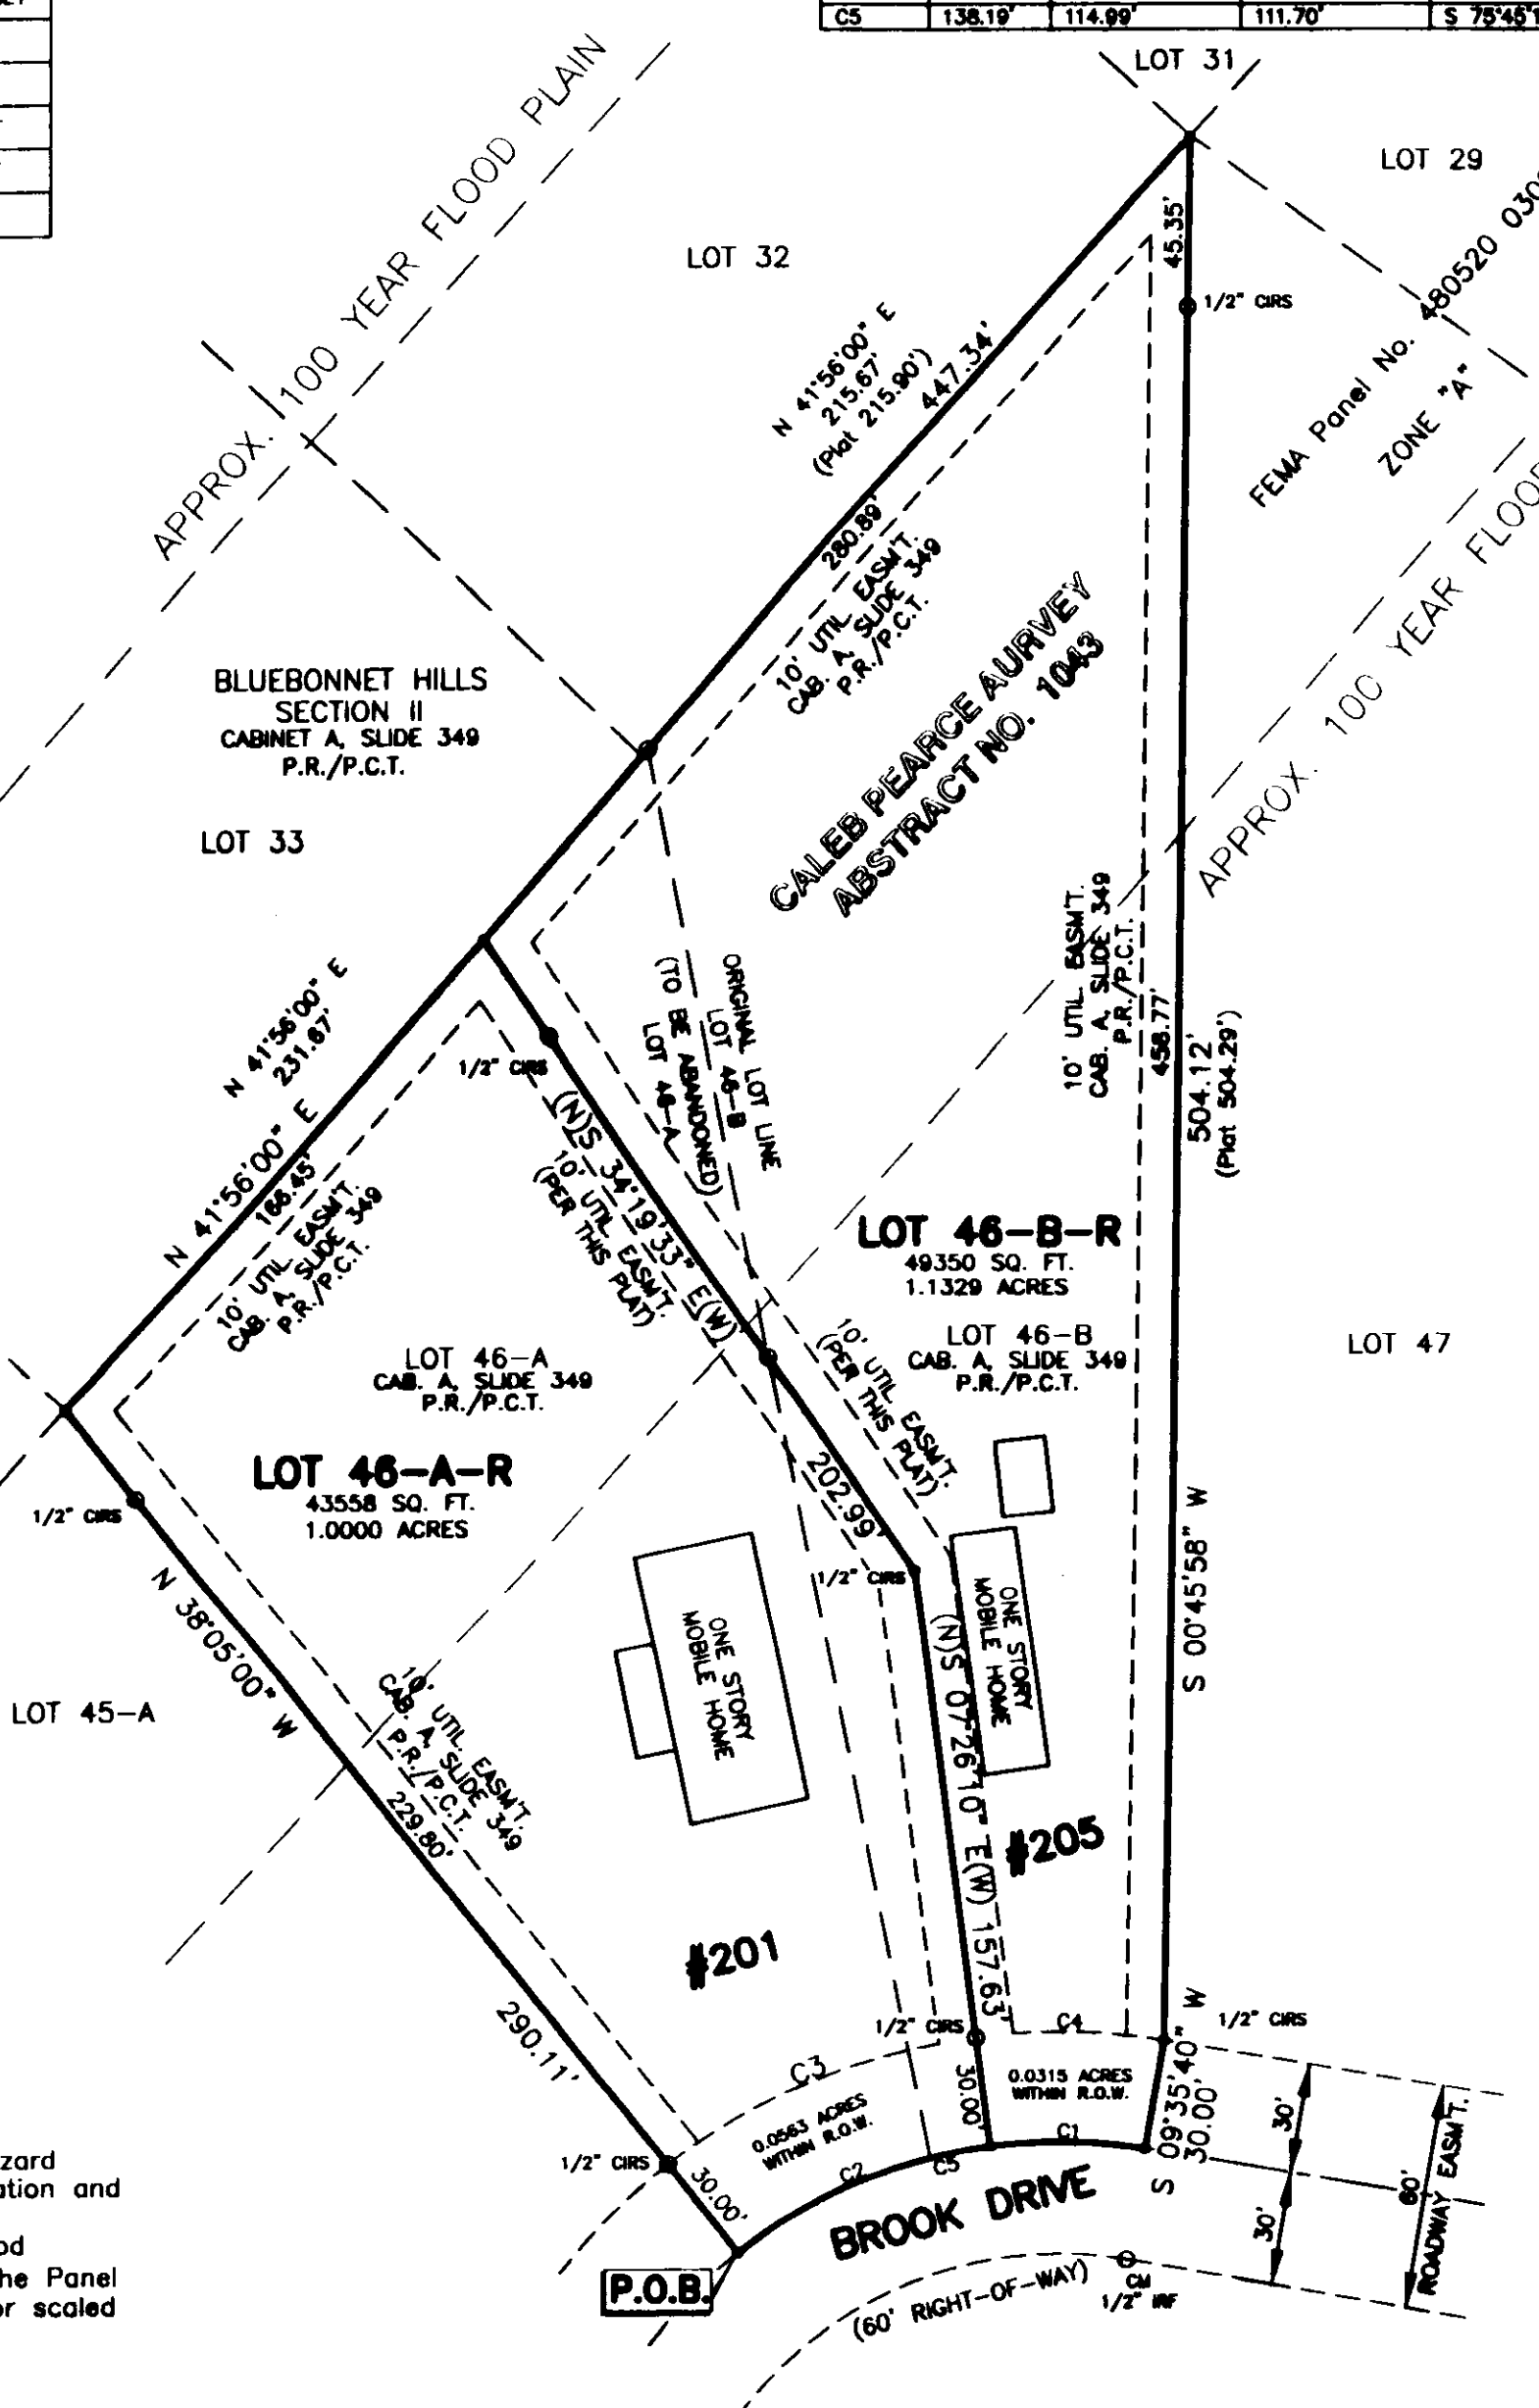 C5 138.19' 114.99' 111.70'
LOT 31
LOT 29
APPROX. 100 YEAR FLOOD PLAIN
LOT 32
45.35'
1/2" CIRS
FEMA Panel No. 480520
ZONE "A"
N 41°56'00" E
215.67'
(Plat 215.90')
447.34'
280.89'
10' UTIL. EASM'T.
CAB. A, SLIDE 349
P.R./P.C.T.
CALEB PEARCE AURVEY
ABSTRACT NO. 1043
APPROX. 100 YEAR
BLUEBONNET HILLS
SECTION II
CABINET A, SLIDE 349
P.R./P.C.T.
LOT 33
ORIGINAL LOT LINE
LOT 46-B
(TO BE ABANDONED)
LOT 46-A
10' UTIL. EASM'T.
CAB. A, SLIDE 349
P.R./P.C.T.
458.77'
504.12'
(Plat 504.29')
N 41°56'00" E
231.67'
1/2" CIRS
N 41°56'00" E
166.45'
10' UTIL. EASM'T.
CAB. A, SLIDE 349
P.R./P.C.T.
(N)S 34°19'33" E(W)
10' UTIL. EASM'T.
(PER THIS PLAT)
LOT 46-B-R
49350 SQ. FT.
1.1329 ACRES
LOT 46-B
CAB. A, SLIDE 349
P.R./P.C.T.
LOT 47
10' UTIL. EASM'T.
(PER THIS PLAT)
LOT 46-A
CAB. A, SLIDE 349
P.R./P.C.T.
LOT 46-A-R
43558 SQ. FT.
1.0000 ACRES
1/2" CIRS
202.99'
1/2" CIRS
N 38°05'00" W
S 00°45'58" W
ONE STORY
MOBILE HOME
ONE STORY
MOBILE HOME
(N)S 07°26'10" E(W) 157.63'
LOT 45-A
10' UTIL. EASM'T.
CAB. A, SLIDE 349
P.R./P.C.T.
229.80'
#205
#201
290.11'
1/2" CIRS
C4
1/2" CIRS
C3
30.00'
0.0315 ACRES
WITHIN R.O.W.
S 09°35'40" W
30.00'
0.0563 ACRES
WITHIN R.O.W.
C1
C2
C5
1/2" CIRS
30.00'
BROOK DRIVE
30'
30'
60'
ROADWAY EASM'T.
P.O.B.
(60' RIGHT-OF-WAY)
CM
1/2" IRF
and
Panel
scaled